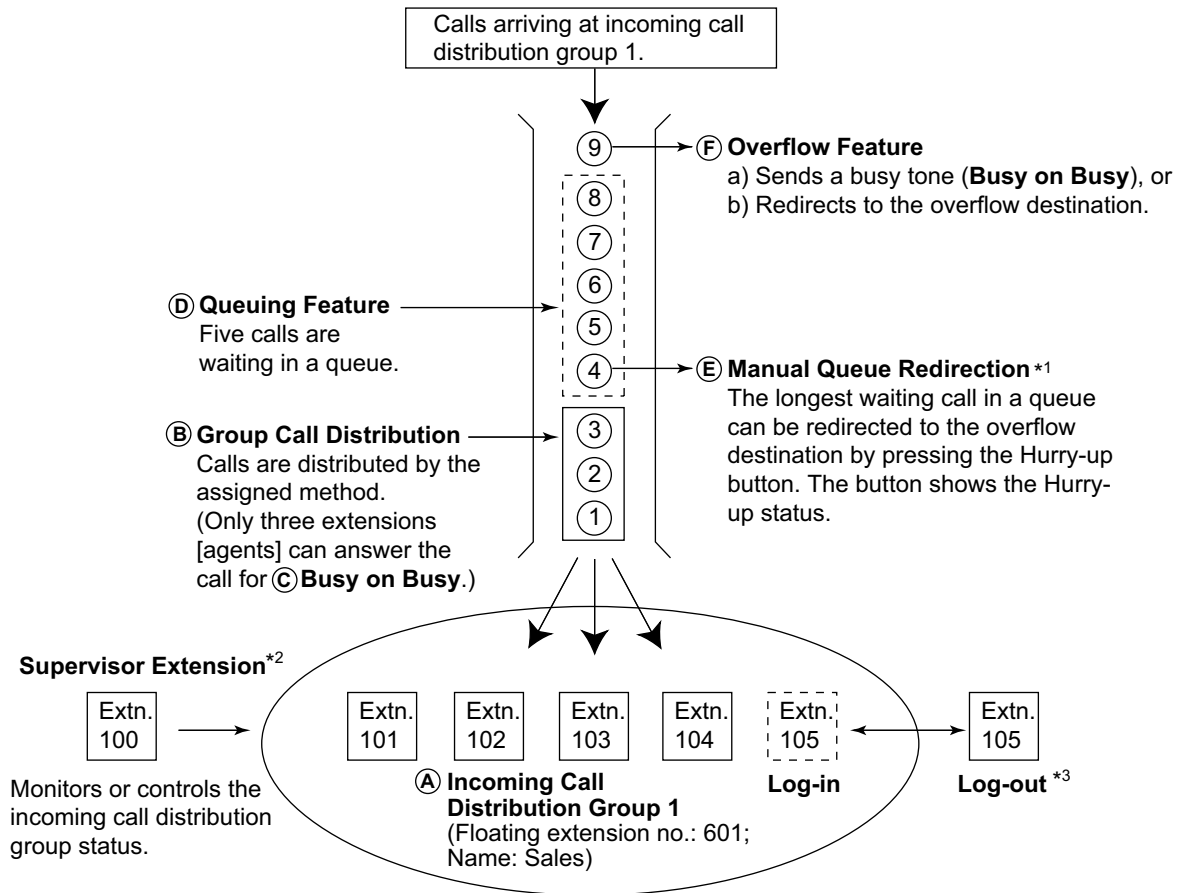 Calls arriving at incoming call
distribution group 1.
9
F Overflow Feature
a) Sends a busy tone (Busy on Busy), or
b) Redirects to the overflow destination.
8
7
6
5
4
D Queuing Feature
Five calls are
waiting in a queue.
E Manual Queue Redirection *1
The longest waiting call in a queue
can be redirected to the overflow
destination by pressing the Hurry-up
button. The button shows the Hurry-
up status.
B Group Call Distribution
Calls are distributed by the
assigned method.
(Only three extensions
[agents] can answer the
call for C Busy on Busy.)
3
2
1
Supervisor Extension*2
Extn.
100
Monitors or controls the
incoming call distribution
group status.
Extn.
101
Extn.
102
Extn.
103
Extn.
104
Extn.
105
Log-in
Extn.
105
Log-out *3
A Incoming Call
Distribution Group 1
(Floating extension no.: 601;
Name: Sales)